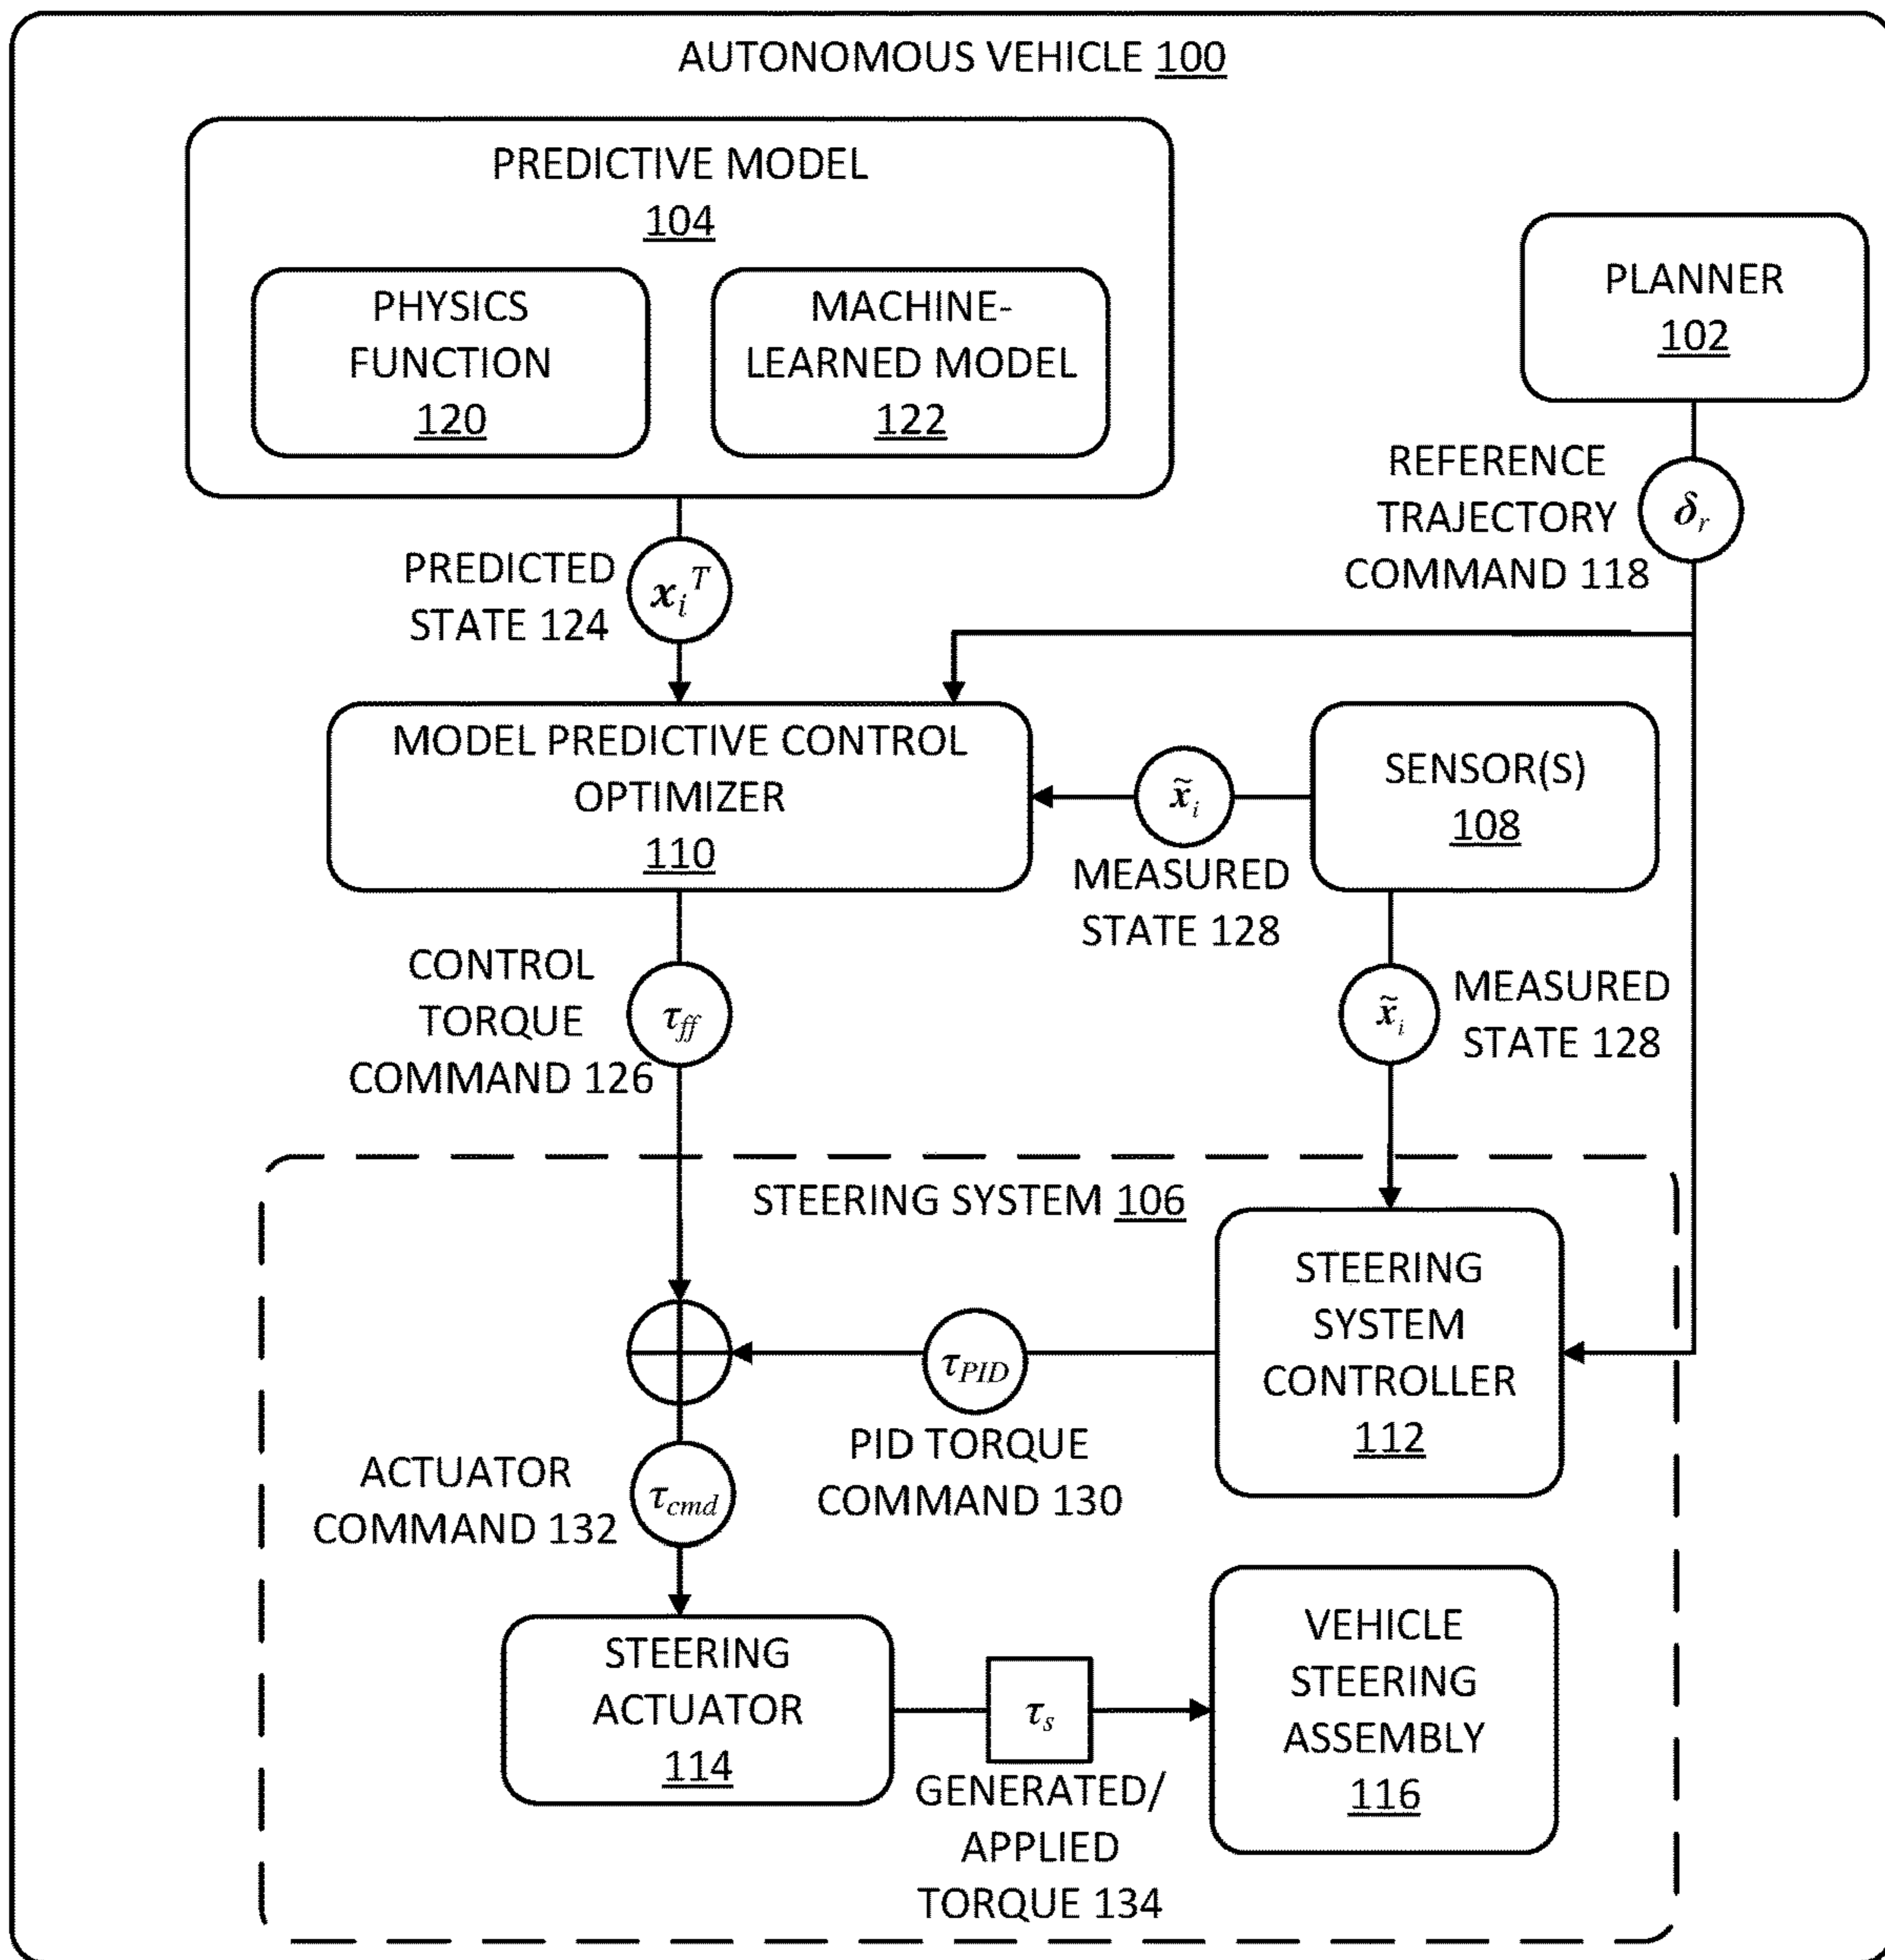 AUTONOMOUS VEHICLE 100
PREDICTIVE MODEL
104
PHYSICS
FUNCTION
120
MACHINE-
LEARNED MODEL
122
PLANNER
102
REFERENCE
TRAJECTORY
COMMAND 118
δr
PREDICTED
STATE 124
xi^T
MODEL PREDICTIVE CONTROL
OPTIMIZER
110
x̃i
MEASURED
STATE 128
SENSOR(S)
108
CONTROL
TORQUE
COMMAND 126
τff
x̃i
MEASURED
STATE 128
STEERING SYSTEM 106
STEERING
SYSTEM
CONTROLLER
112
τPID
PID TORQUE
COMMAND 130
ACTUATOR
COMMAND 132
τcmd
STEERING
ACTUATOR
114
τs
GENERATED/
APPLIED
TORQUE 134
VEHICLE
STEERING
ASSEMBLY
116